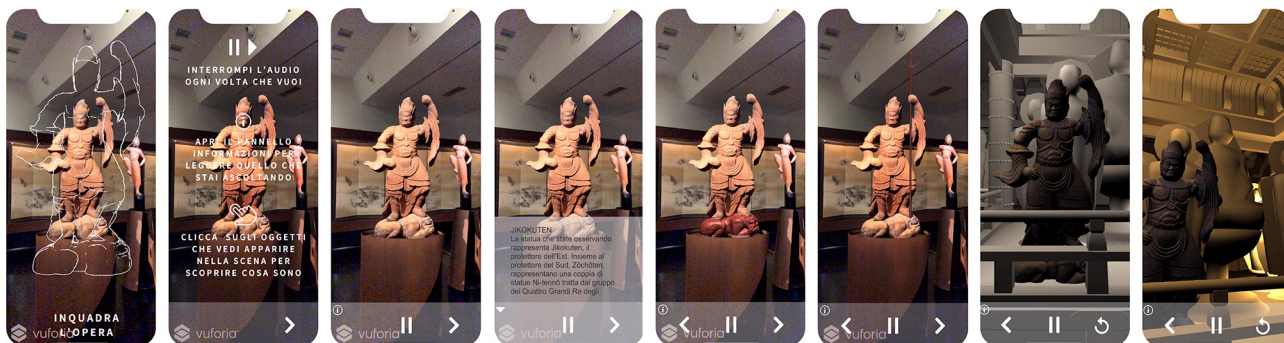 INQUADRA
L'OPERA
vuforia
INTERROMPI L'AUDIO
OGNI VOLTA CHE VUOI
APRI IL PANNELLO
INFORMAZIONI PER
LEGGERE QUELLO CHE
STAI ASCOLTANDO
CLICCA SUGLI OGGETTI
CHE VEDI APPARIRE
NELLA SCENA PER
SCOPRIRE COSA SONO
vuforia
vuforia
JIKOKUTEN
La statua che state osservando
rappresenta Jikokuten, il
protettore dell'Est. Insieme al
protettore del Sud, Zōchōten,
rappresentano una coppia di
statue Ni-tennō tratta dal gruppo
dei Quattro Grandi Re degli
vuforia
vuforia
vuforia